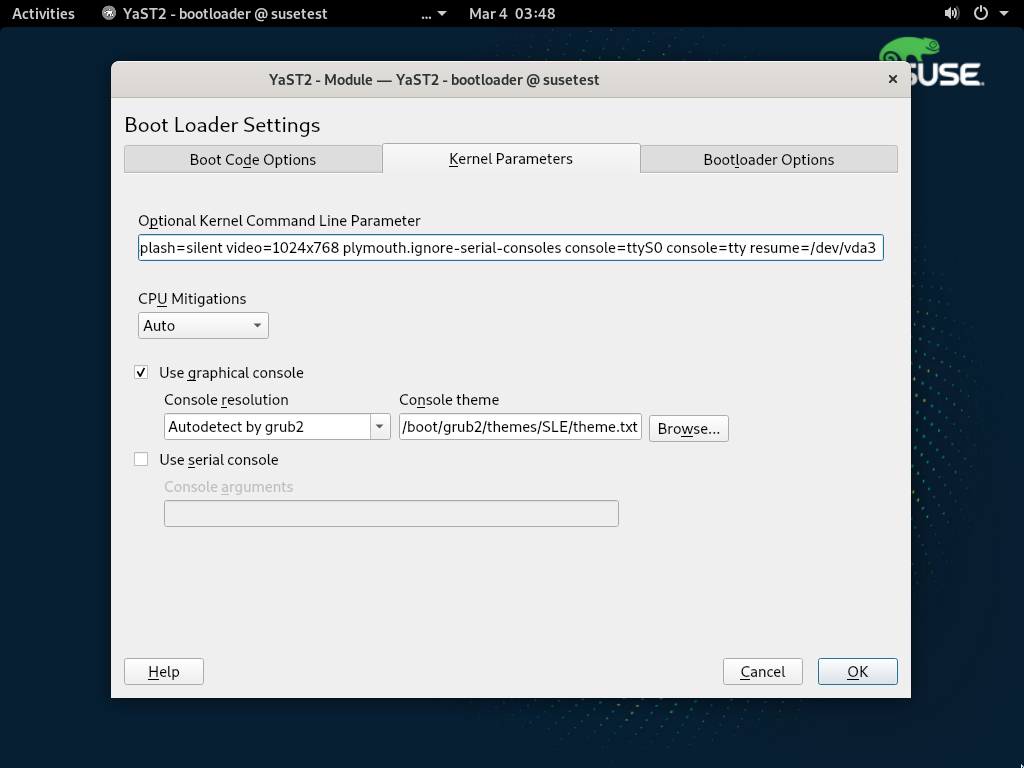 Activities YaST2 - bootloader @ susetest ... Mar 4 03:48
YaST2 - Module — YaST2 - bootloader @ susetest
SUSE
Boot Loader Settings
Boot Code Options Kernel Parameters Bootloader Options
Optional Kernel Command Line Parameter
plash=silent video=1024x768 plymouth.ignore-serial-consoles console=ttyS0 console=tty resume=/dev/vda3
CPU Mitigations
Auto
Use graphical console
Console resolution Console theme
Autodetect by grub2 /boot/grub2/themes/SLE/theme.txt Browse...
Use serial console
Console arguments
Help Cancel OK